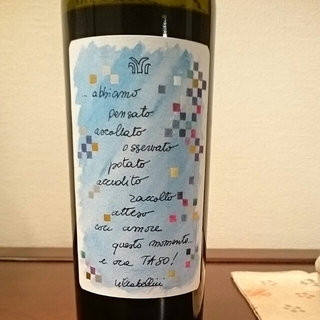 ... abbiamo
pensato
ascoltato
osservato
potato
accudito
raccolto
atteso
con amore
questo momento
e ora TASO!